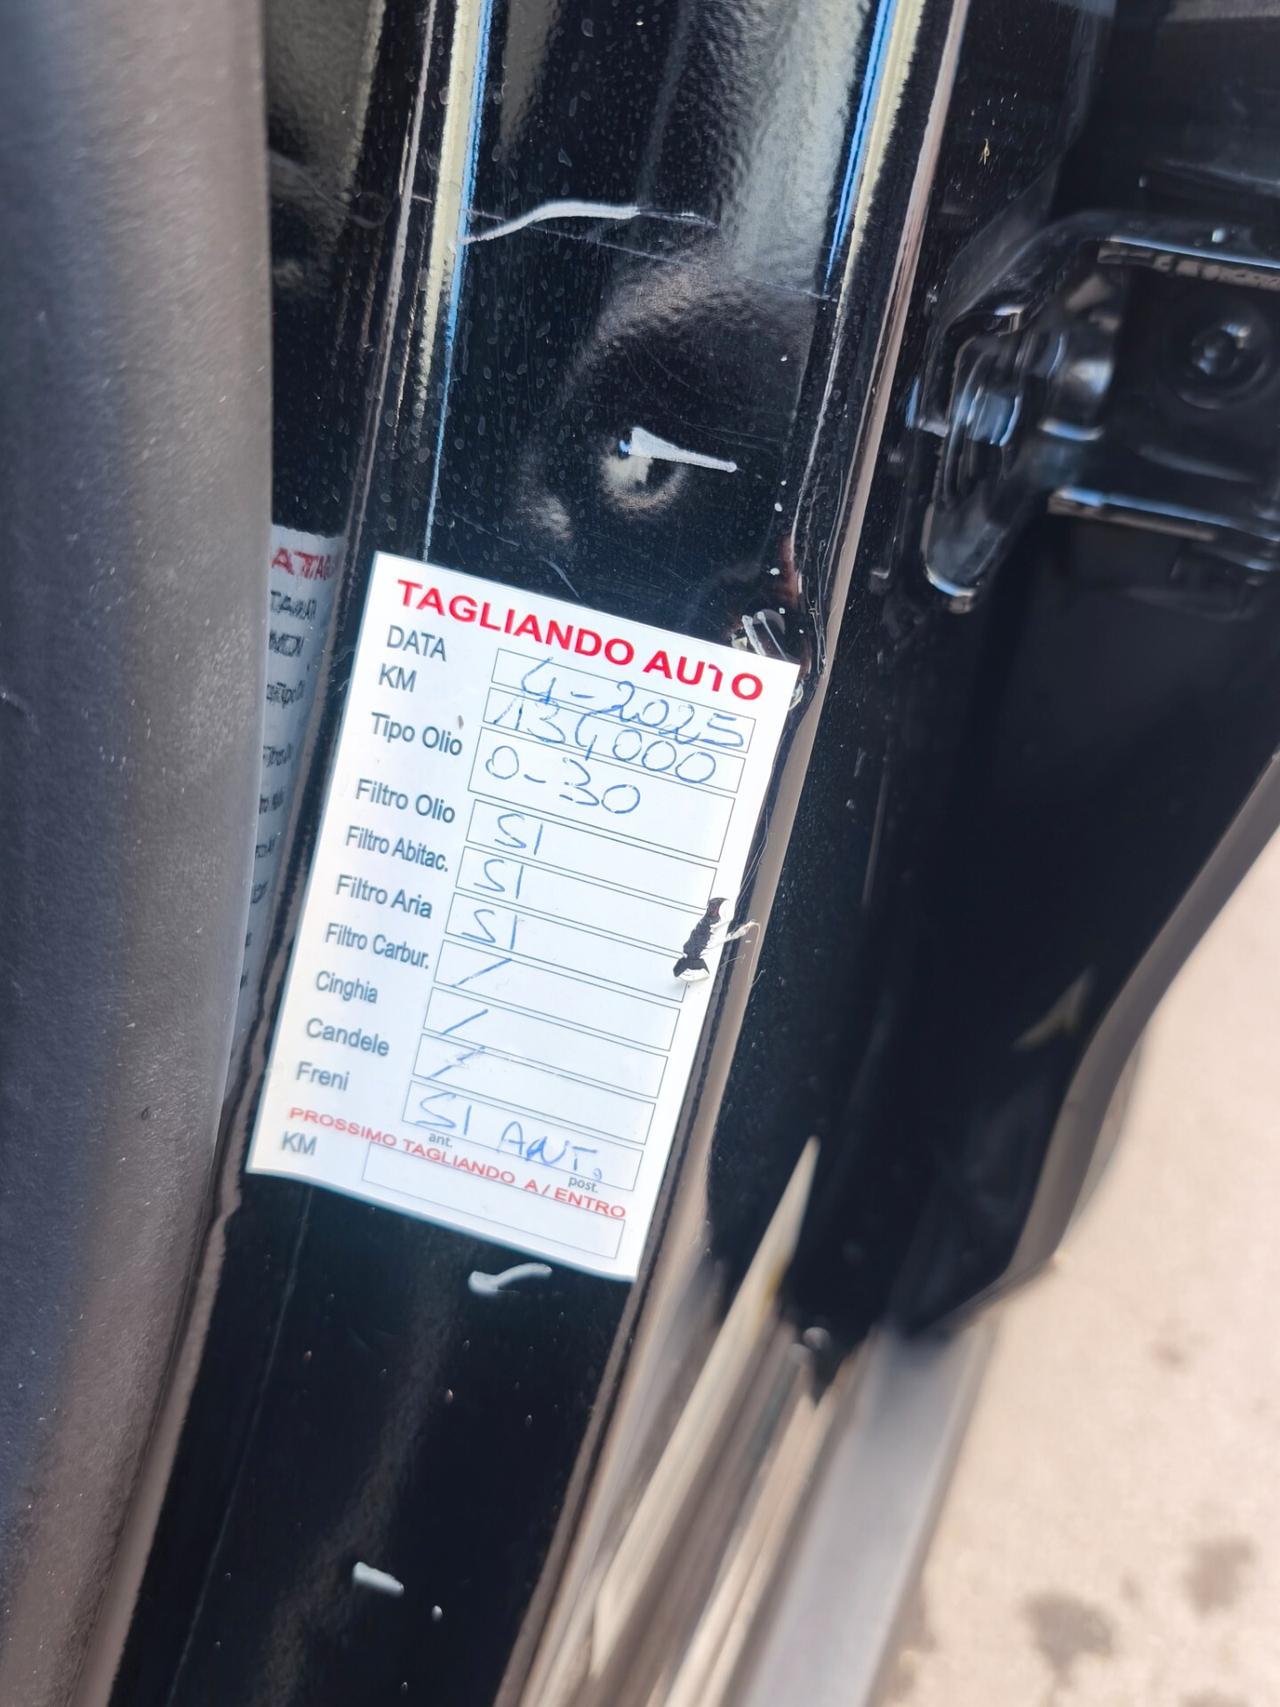 TAGLIANDO AUTO
DATA 4-2025
KM 134000
Tipo Olio 0-30
Filtro Olio SI
Filtro Abitac. SI
Filtro Aria SI
Filtro Carbur. /
Cinghia /
Candele /
Freni SI ANT.
ant. post.
PROSSIMO TAGLIANDO A/ENTRO
KM